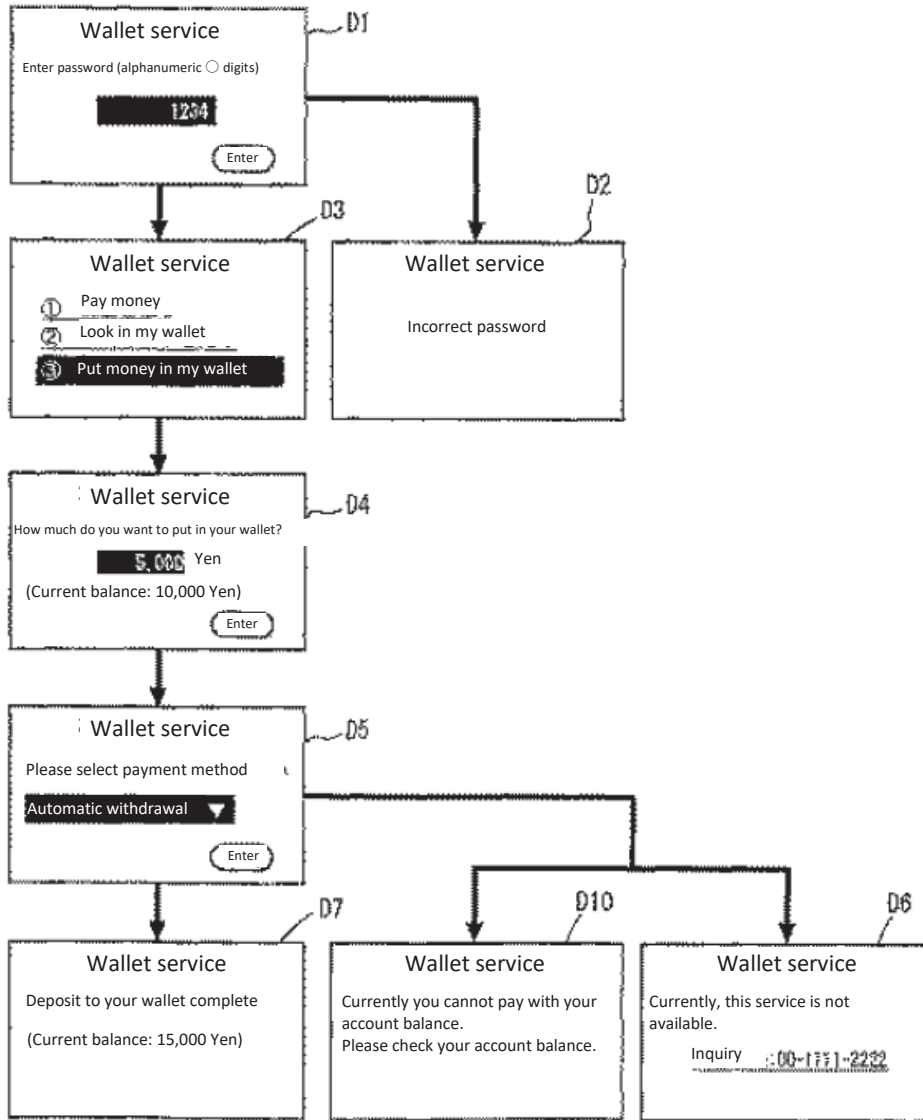 D1
Wallet service
Enter password (alphanumeric ○ digits)
1234
Enter
D2
Wallet service
Incorrect password
D3
Wallet service
① Pay money
② Look in my wallet
③ Put money in my wallet
D4
Wallet service
How much do you want to put in your wallet?
5,000 Yen
(Current balance: 10,000 Yen)
Enter
D5
Wallet service
Please select payment method
Automatic withdrawal ▼
Enter
D7
Wallet service
Deposit to your wallet complete
(Current balance: 15,000 Yen)
D10
Wallet service
Currently you cannot pay with your
account balance.
Please check your account balance.
D6
Wallet service
Currently, this service is not
available.
Inquiry